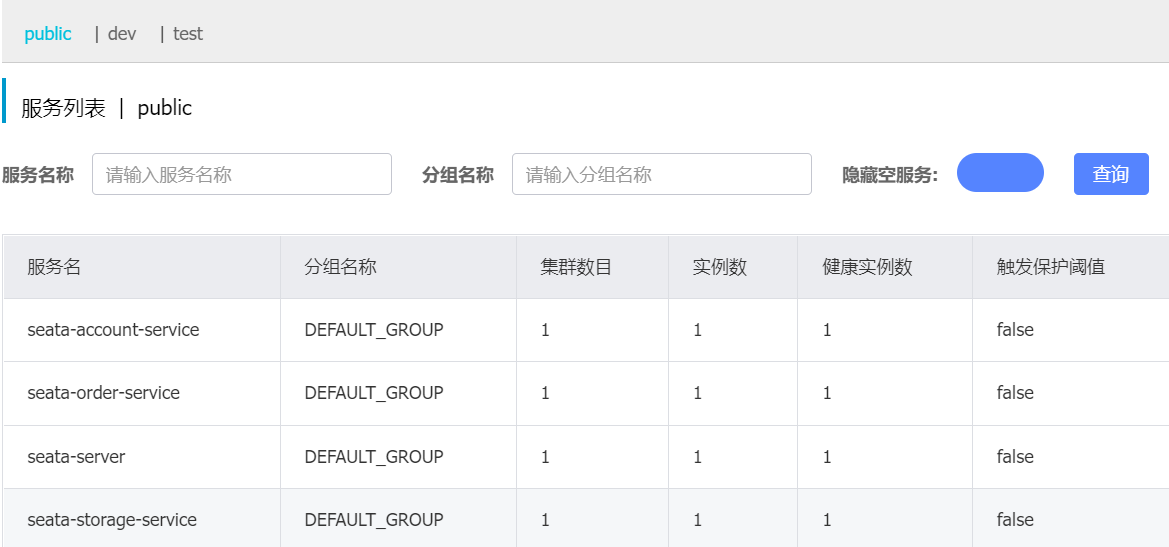 public | dev | test
服务列表 | public
服务名称 请输入服务名称 分组名称 请输入分组名称 隐藏空服务: 查询
服务名 分组名称 集群数目 实例数 健康实例数 触发保护阈值
seata-account-service DEFAULT_GROUP 1 1 1 false
seata-order-service DEFAULT_GROUP 1 1 1 false
seata-server DEFAULT_GROUP 1 1 1 false
seata-storage-service DEFAULT_GROUP 1 1 1 false